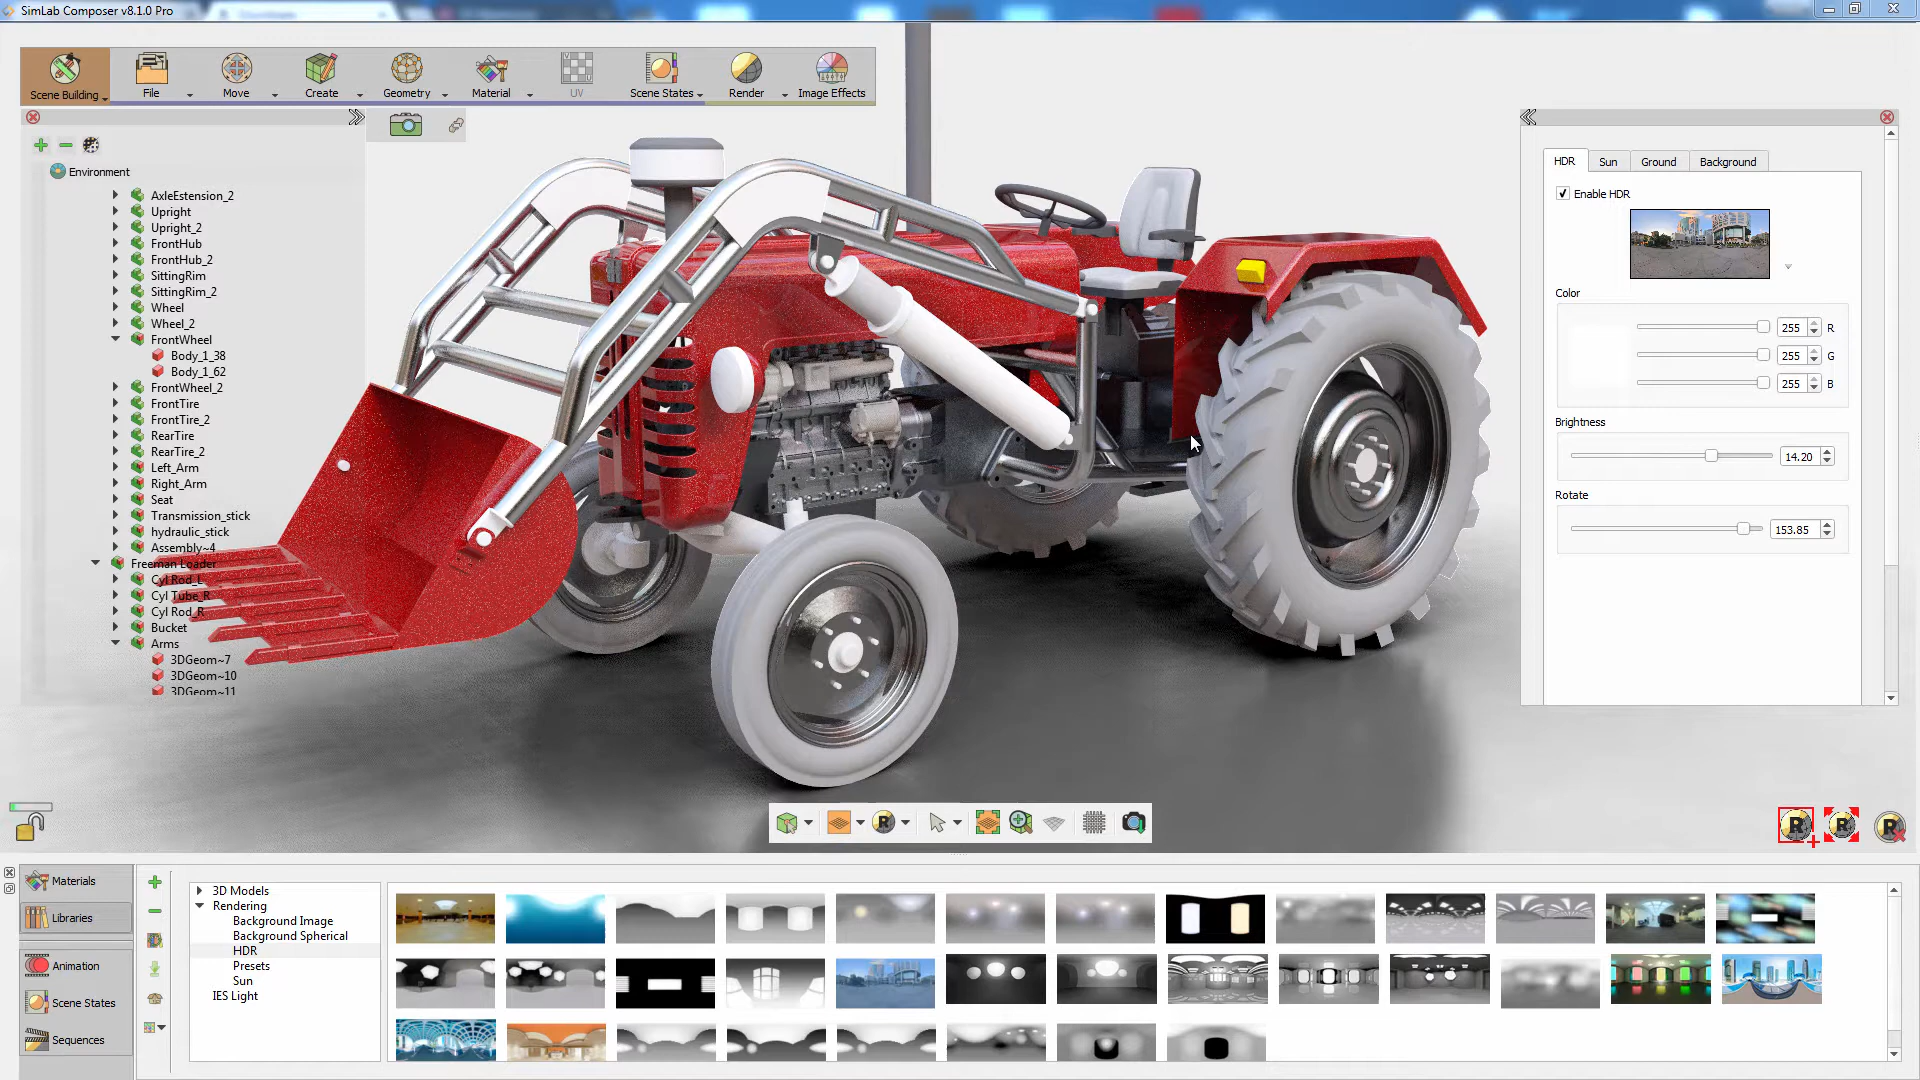 SimLab Composer v8.1.0 Pro
Scene Building
File
Move
Create
Geometry
Material
UV
Scene States
Render
Image Effects
Environment
AxleExtension_2
Upright
Upright_2
FrontHub
FrontHub_2
SittingRim
SittingRim_2
Wheel
Wheel_2
FrontWheel
Body_1_38
Body_1_62
FrontWheel_2
FrontTire
FrontTire_2
RearTire
RearTire_2
Left_Arm
Right_Arm
Seat
Transmission_stick
hydraulic_stick
Assembly~4
Freeman Loader
Cyl Rod_L
Cyl Tube_R
Cyl Rod_R
Bucket
Arms
3DGeom~7
3DGeom~10
3DGeom~11
HDR
Sun
Ground
Background
Enable HDR
Color
255 R
255 G
255 B
Brightness
14.20
Rotate
153.85
Materials
Libraries
Animation
Scene States
Sequences
3D Models
Rendering
Background Image
Background Spherical
HDR
Presets
Sun
IES Light
R
R
R
R